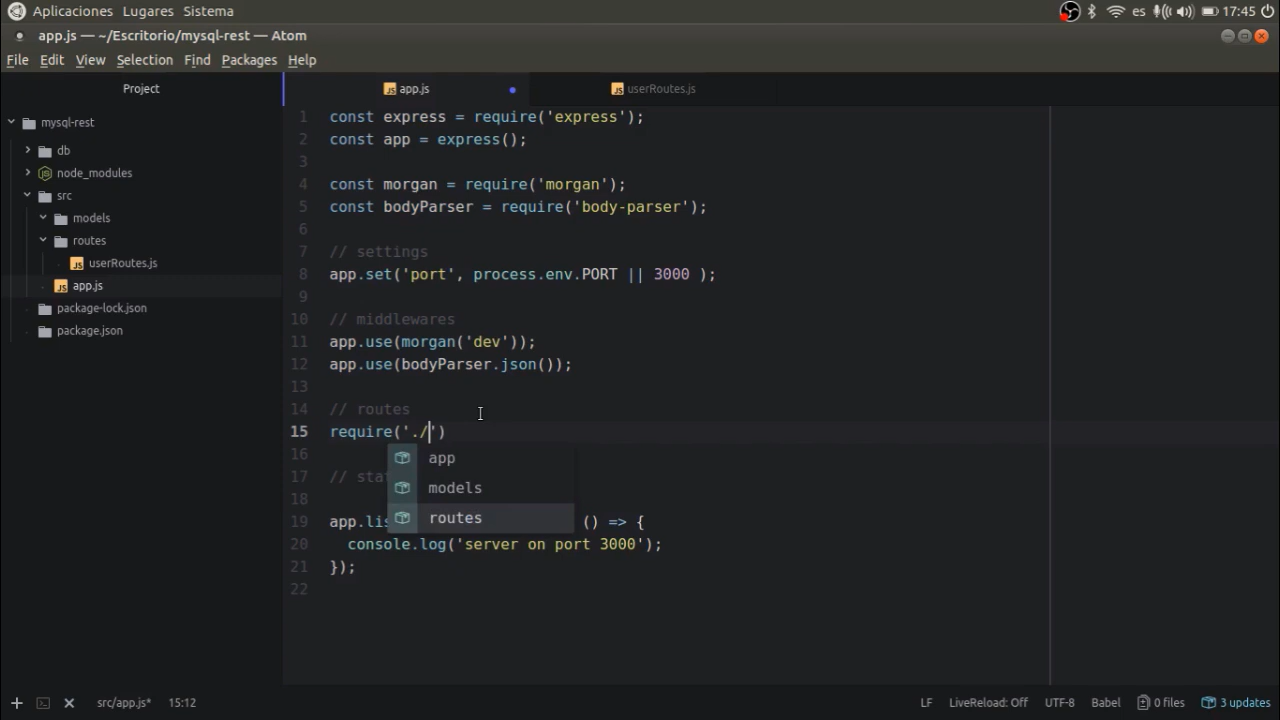 Aplicaciones Lugares Sistema
es 17:45
app.js — ~/Escritorio/mysql-rest — Atom
File Edit View Selection Find Packages Help
Project
app.js
userRoutes.js
mysql-rest
db
node_modules
src
models
routes
userRoutes.js
app.js
package-lock.json
package.json
1 const express = require('express');
2 const app = express();
3
4 const morgan = require('morgan');
5 const bodyParser = require('body-parser');
6
7 // settings
8 app.set('port', process.env.PORT || 3000 );
9
10 // middlewares
11 app.use(morgan('dev'));
12 app.use(bodyParser.json());
13
14 // routes
15 require('./')
app
models
routes
16
17 // sta
18
19 app.lis () => {
20 console.log('server on port 3000');
21 });
22
src/app.js* 15:12
LF LiveReload: Off UTF-8 Babel 0 files 3 updates